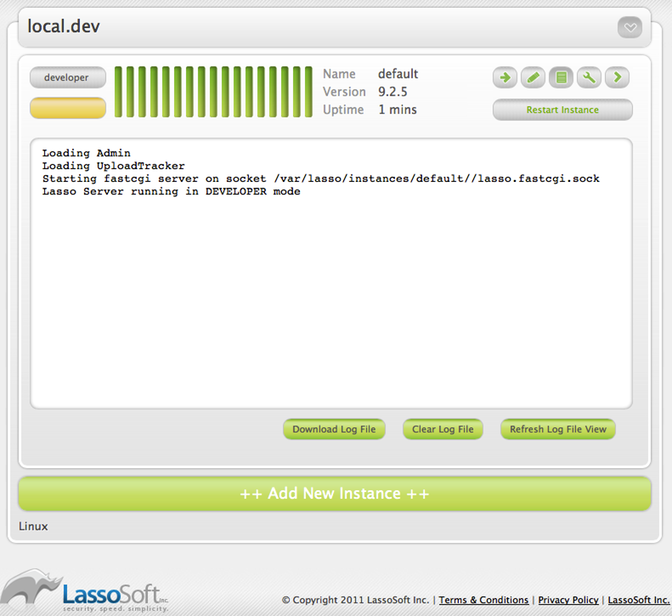 local.dev
developer
Name default
Version 9.2.5
Uptime 1 mins
Restart Instance
Loading Admin
Loading UploadTracker
Starting fastcgi server on socket /var/lasso/instances/default//lasso.fastcgi.sock
Lasso Server running in DEVELOPER mode
Download Log File
Clear Log File
Refresh Log File View
++ Add New Instance ++
Linux
LassoSoft Inc.
security. speed. simplicity.
© Copyright 2011 LassoSoft Inc. | Terms & Conditions | Privacy Policy | LassoSoft, Inc.